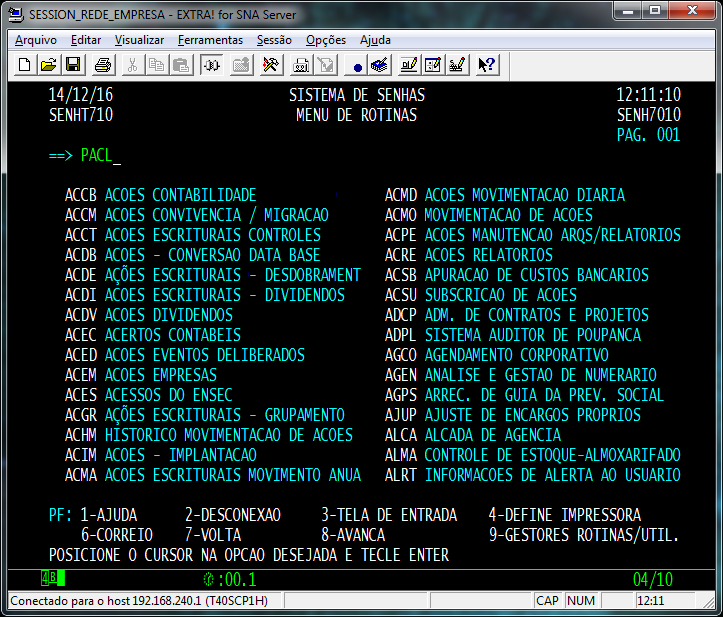 SESSION_REDE_EMPRESA - EXTRA! for SNA Server
Arquivo Editar Visualizar Ferramentas Sessão Opções Ajuda
14/12/16 SISTEMA DE SENHAS 12:11:10
SENHT710 MENU DE ROTINAS SENH7010
PAG. 001
==> PACL_
ACCB ACOES CONTABILIDADE ACMD ACOES MOVIMENTACAO DIARIA
ACCM ACOES CONVIVENCIA / MIGRACAO ACMO MOVIMENTACAO DE ACOES
ACCT ACOES ESCRITURAIS CONTROLES ACPE ACOES MANUTENCAO ARQS/RELATORIOS
ACDB ACOES - CONVERSAO DATA BASE ACRE ACOES RELATORIOS
ACDE AÇÕES ESCRITURAIS - DESDOBRAMENT ACSB APURACAO DE CUSTOS BANCARIOS
ACDI ACOES ESCRITURAIS - DIVIDENDOS ACSU SUBSCRICAO DE ACOES
ACDV ACOES DIVIDENDOS ADCP ADM. DE CONTRATOS E PROJETOS
ACEC ACERTOS CONTABEIS ADPL SISTEMA AUDITOR DE POUPANCA
ACED ACOES EVENTOS DELIBERADOS AGCO AGENDAMENTO CORPORATIVO
ACEM ACOES EMPRESAS AGEN ANALISE E GESTAO DE NUMERARIO
ACES ACESSOS DO ENSEC AGPS ARREC. DE GUIA DA PREV. SOCIAL
ACGR AÇÕES ESCRITURAIS - GRUPAMENTO AJUP AJUSTE DE ENCARGOS PROPRIOS
ACHM HISTORICO MOVIMENTACAO DE ACOES ALCA ALCADA DE AGENCIA
ACIM ACOES - IMPLANTACAO ALMA CONTROLE DE ESTOQUE-ALMOXARIFADO
ACMA ACOES ESCRITURAIS MOVIMENTO ANUA ALRT INFORMACOES DE ALERTA AO USUARIO
PF: 1-AJUDA 2-DESCONEXAO 3-TELA DE ENTRADA 4-DEFINE IMPRESSORA
6-CORREIO 7-VOLTA 8-AVANCA 9-GESTORES ROTINAS/UTIL.
POSICIONE O CURSOR NA OPCAO DESEJADA E TECLE ENTER
4B :00.1 04/10
Conectado para o host 192.168.240.1 (T40SCP1H) CAP NUM 12:11